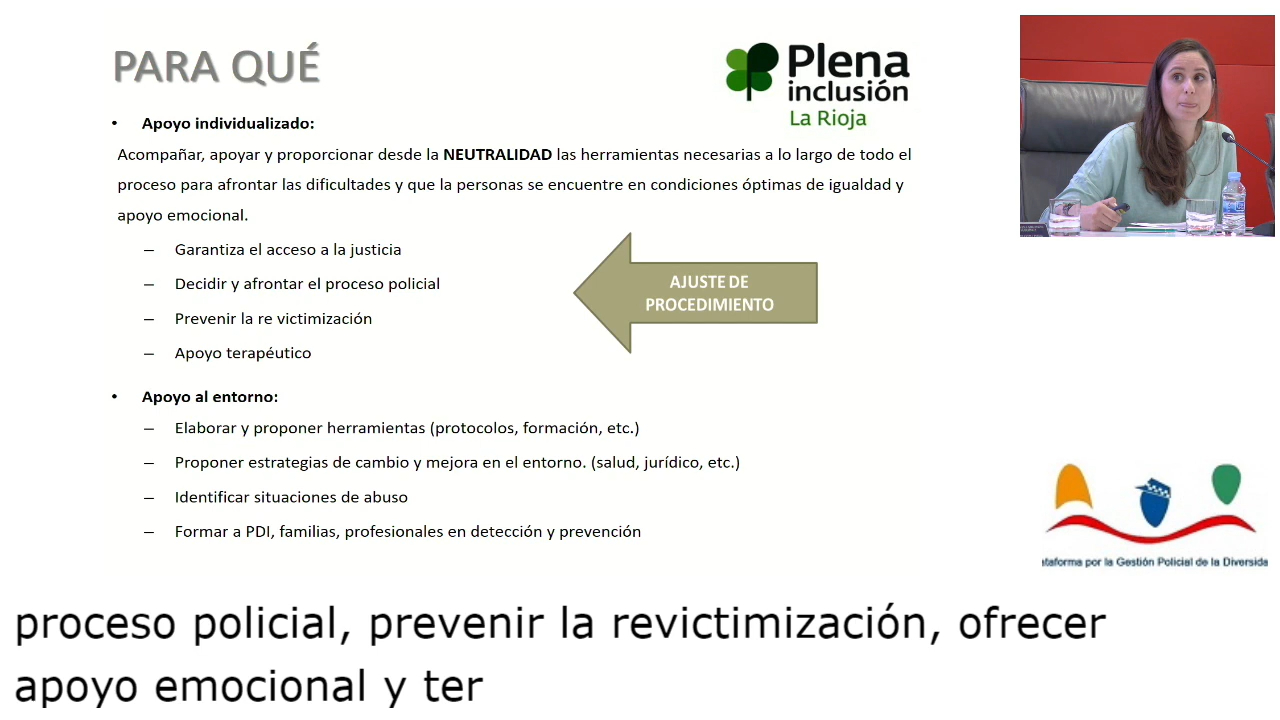 PARA QUÉ
Plena
inclusión
La Rioja
• Apoyo individualizado:
Acompañar, apoyar y proporcionar desde la NEUTRALIDAD las herramientas necesarias a lo largo de todo el
proceso para afrontar las dificultades y que la personas se encuentre en condiciones óptimas de igualdad y
apoyo emocional.
– Garantiza el acceso a la justicia
– Decidir y afrontar el proceso policial
– Prevenir la re victimización
– Apoyo terapéutico
AJUSTE DE
PROCEDIMIENTO
• Apoyo al entorno:
– Elaborar y proponer herramientas (protocolos, formación, etc.)
– Proponer estrategias de cambio y mejora en el entorno. (salud, jurídico, etc.)
– Identificar situaciones de abuso
– Formar a PDI, familias, profesionales en detección y prevención
ataforma por la Gestión Policial de la Diversida
proceso policial, prevenir la revictimización, ofrecer
apoyo emocional y ter